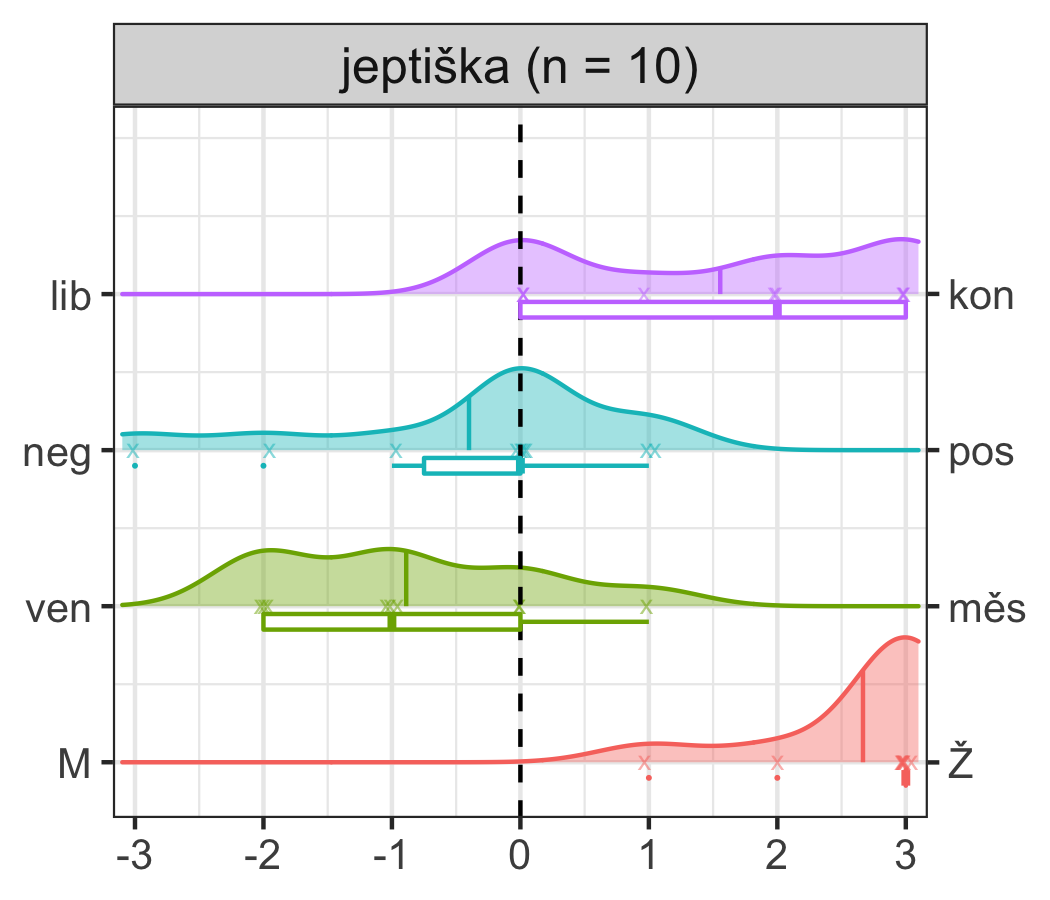 jeptiška (n = 10)
lib kon
neg pos
ven měs
M Ž
-3 -2 -1 0 1 2 3